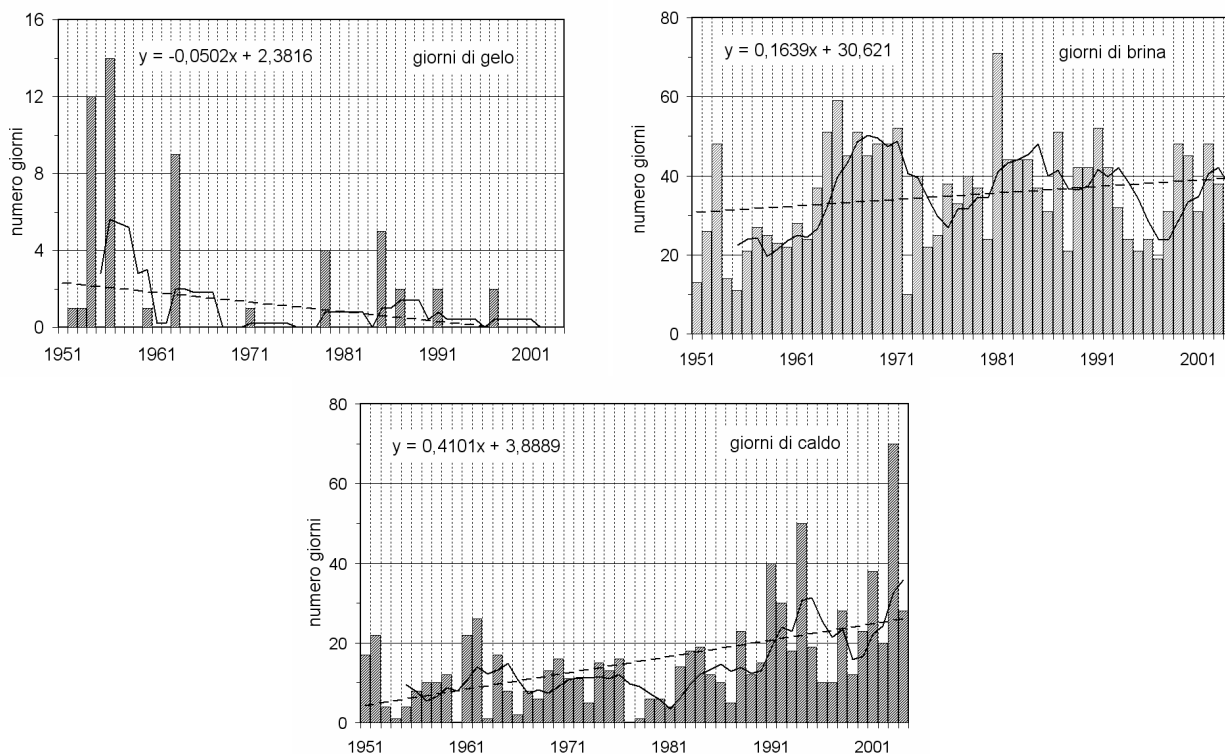 y = -0,0502x + 2,3816
giorni di gelo
numero giorni
16
12
8
4
0
1951 1961 1971 1981 1991 2001
y = 0,1639x + 30,621
giorni di brina
numero giorni
80
60
40
20
0
1951 1961 1971 1981 1991 2001
y = 0,4101x + 3,8889
giorni di caldo
numero giorni
80
60
40
20
0
1951 1961 1971 1981 1991 2001